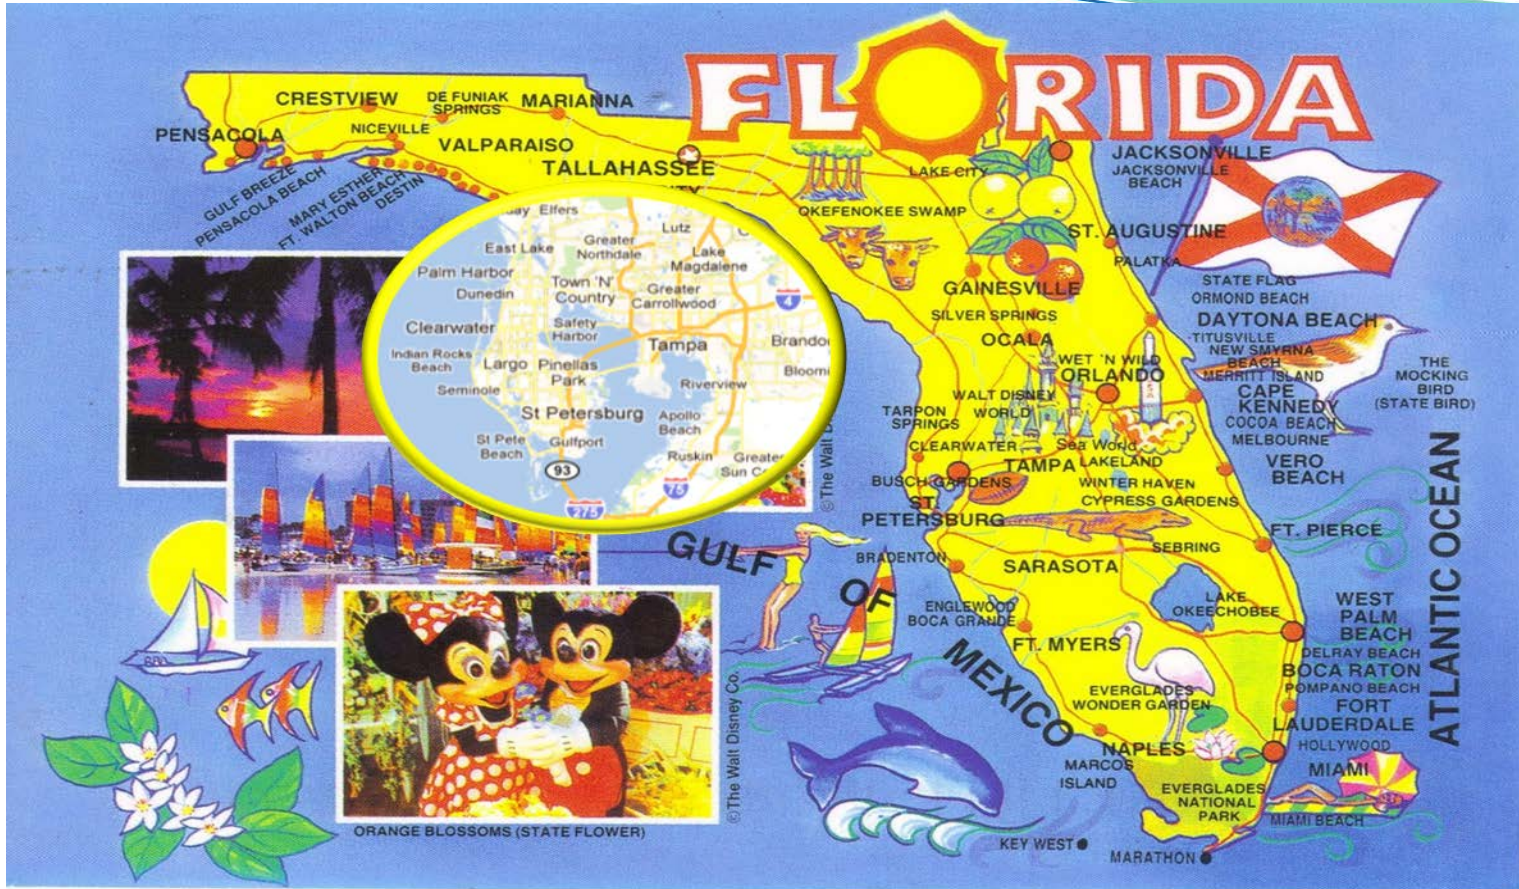 FLORIDA
CRESTVIEW
DE FUNIAK
SPRINGS
MARIANNA
PENSACOLA
NICEVILLE
VALPARAISO
TALLAHASSEE
GULF BREEZE
PENSACOLA BEACH
MARY ESTHER
FT. WALTON BEACH
DESTIN
LAKE CITY
JACKSONVILLE
JACKSONVILLE
BEACH
OKEFENOKEE SWAMP
ST. AUGUSTINE
PALATKA
STATE FLAG
GAINESVILLE
ORMOND BEACH
SILVER SPRINGS
DAYTONA BEACH
OCALA
TITUSVILLE
NEW SMYRNA
BEACH
MERRITT ISLAND
WET 'N WILD
ORLANDO
THE
MOCKING
BIRD
(STATE BIRD)
CAPE
KENNEDY
COCOA BEACH
MELBOURNE
WALT DISNEY
WORLD
TARPON
SPRINGS
CLEARWATER
Sea World
TAMPA
LAKELAND
VERO
BEACH
BUSCH GARDENS
WINTER HAVEN
CYPRESS GARDENS
ST.
PETERSBURG
FT. PIERCE
SEBRING
BRADENTON
SARASOTA
LAKE
OKEECHOBEE
ENGLEWOOD
BOCA GRANDE
WEST
PALM
BEACH
DELRAY BEACH
FT. MYERS
BOCA RATON
POMPANO BEACH
EVERGLADES
WONDER GARDEN
FORT
LAUDERDALE
HOLLYWOOD
NAPLES
MARCOS
ISLAND
MIAMI
EVERGLADES
NATIONAL
PARK
MIAMI BEACH
KEY WEST
MARATHON
GULF
OF
MEXICO
ATLANTIC OCEAN
Elfers
Lutz
East Lake
Greater
Northdale
Lake
Magdalene
Palm Harbor
Town 'N'
Country
Greater
Carrollwood
Dunedin
4
Clearwater
Safety
Harbor
Tampa
Brando
Indian Rocks
Beach
Largo
Pinellas
Park
Bloomi
Seminole
Riverview
St Petersburg
Apollo
Beach
St Pete
Beach
Gulfport
Ruskin
Greater
Sun C
93
75
275
©The Walt D
©The Walt Disney Co.
ORANGE BLOSSOMS (STATE FLOWER)